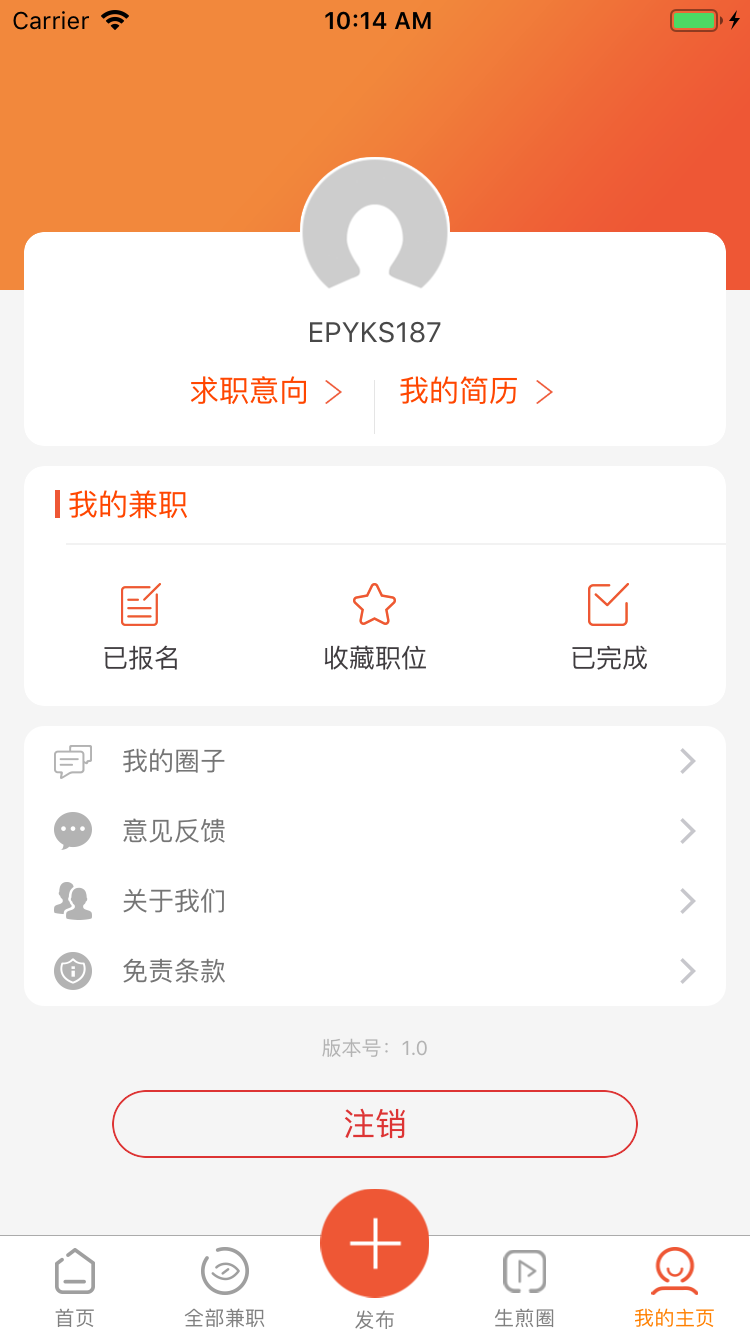 Carrier 10:14 AM
EPYKS187
求职意向 我的简历
我的兼职
已报名 收藏职位 已完成
我的圈子
意见反馈
关于我们
免责条款
版本号：1.0
注销
首页 全部兼职 发布 生煎圈 我的主页